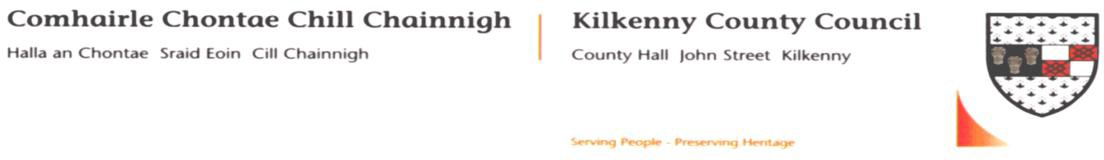 Comhairle Chontae Chill Chainnigh
Halla an Chontae Sraid Eoin Cill Chainnigh
Kilkenny County Council
County Hall John Street Kilkenny
Serving People - Preserving Heritage